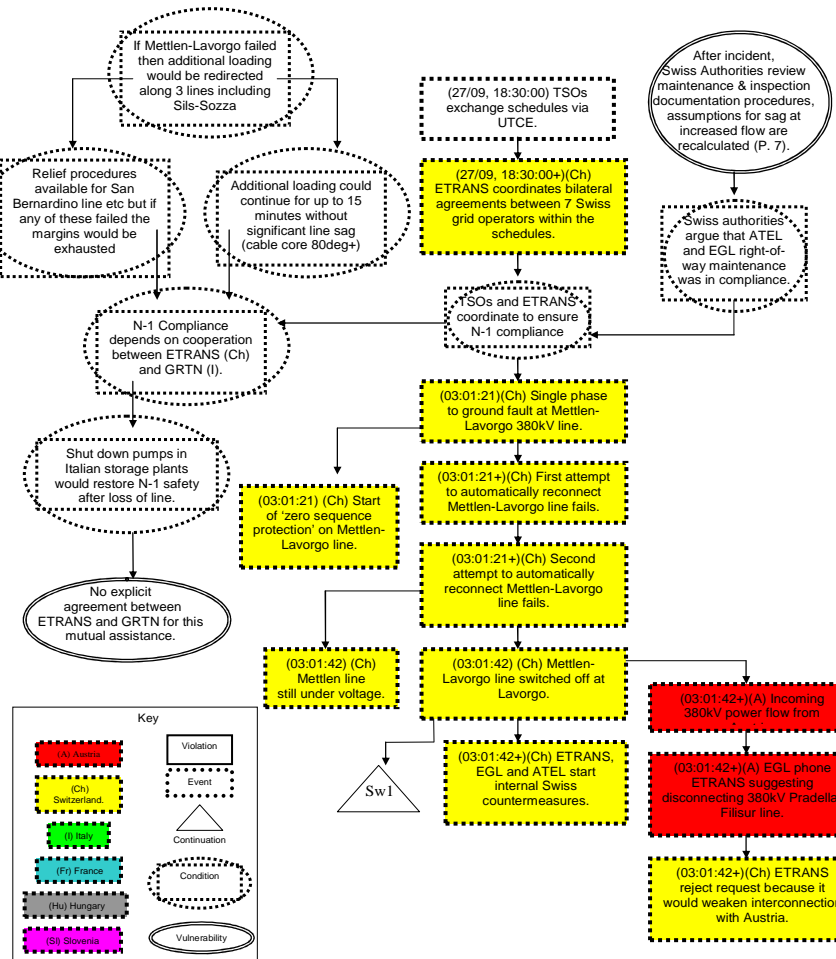 If Mettlen-Lavorgo failed
then additional loading
would be redirected
along 3 lines including
Sils-Sozza
Relief procedures
available for San
Bernardino line etc but if
any of these failed the
margins would be
exhausted
Additional loading could
continue for up to 15
minutes without
significant line sag
(cable core 80deg+)
(27/09, 18:30:00) TSOs
exchange schedules via
UTCE.
(27/09, 18:30:00+)(Ch)
ETRANS coordinates bilateral
agreements between 7 Swiss
grid operators within the
schedules.
After incident,
Swiss Authorities review
maintenance & inspection
documentation procedures,
assumptions for sag at
increased flow are
recalculated (P. 7).
Swiss authorities
argue that ATEL
and EGL right-of-
way maintenance
was in compliance.
N-1 Compliance
depends on cooperation
between ETRANS (Ch)
and GRTN (I).
TSOs and ETRANS
coordinate to ensure
N-1 compliance
Shut down pumps in
Italian storage plants
would restore N-1 safety
after loss of line.
No explicit
agreement between
ETRANS and GRTN for this
mutual assistance.
(03:01:21)(Ch) Single phase
to ground fault at Mettlen-
Lavorgo 380kV line.
(03:01:21) (Ch) Start
of ‘zero sequence
protection’ on Mettlen-
Lavorgo line.
(03:01:21+)(Ch) First attempt
to automatically reconnect
Mettlen-Lavorgo line fails.
(03:01:21+)(Ch) Second
attempt to automatically
reconnect Mettlen-Lavorgo
line fails.
(03:01:42) (Ch)
Mettlen line
still under voltage.
(03:01:42) (Ch) Mettlen-
Lavorgo line switched off at
Lavorgo.
(03:01:42+)(A) Incoming
380kV power flow from
Sw1
(03:01:42+)(Ch) ETRANS,
EGL and ATEL start
internal Swiss
countermeasures.
(03:01:42+)(A) EGL phone
ETRANS suggesting
disconnecting 380kV Pradella
Filisur line.
(03:01:42+)(Ch) ETRANS
reject request because it
would weaken interconnection
with Austria.
Key
(A) Austria
(Ch)
Switzerland.
(I) Italy
(Fr) France
(Hu) Hungary
(Sl) Slovenia
Violation
Event
Continuation
Condition
Vulnerability